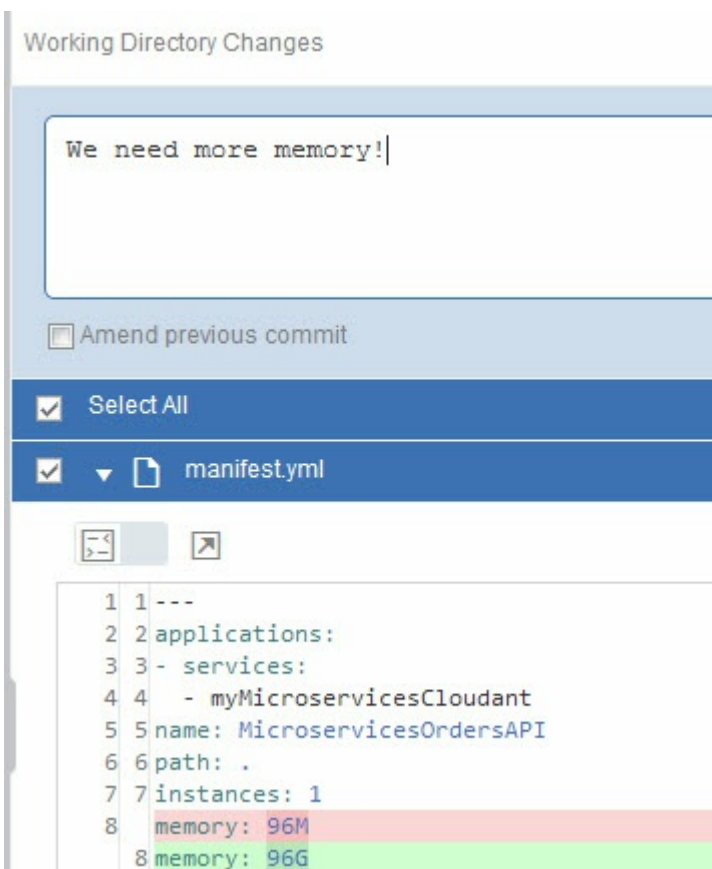 Working Directory Changes
We need more memory!
Amend previous commit
Select All
manifest.yml
1 1 ---
2 2 applications:
3 3 - services:
4 4   - myMicroservicesCloudant
5 5 name: MicroservicesOrdersAPI
6 6 path: .
7 7 instances: 1
8 memory: 96M
8 memory: 96G